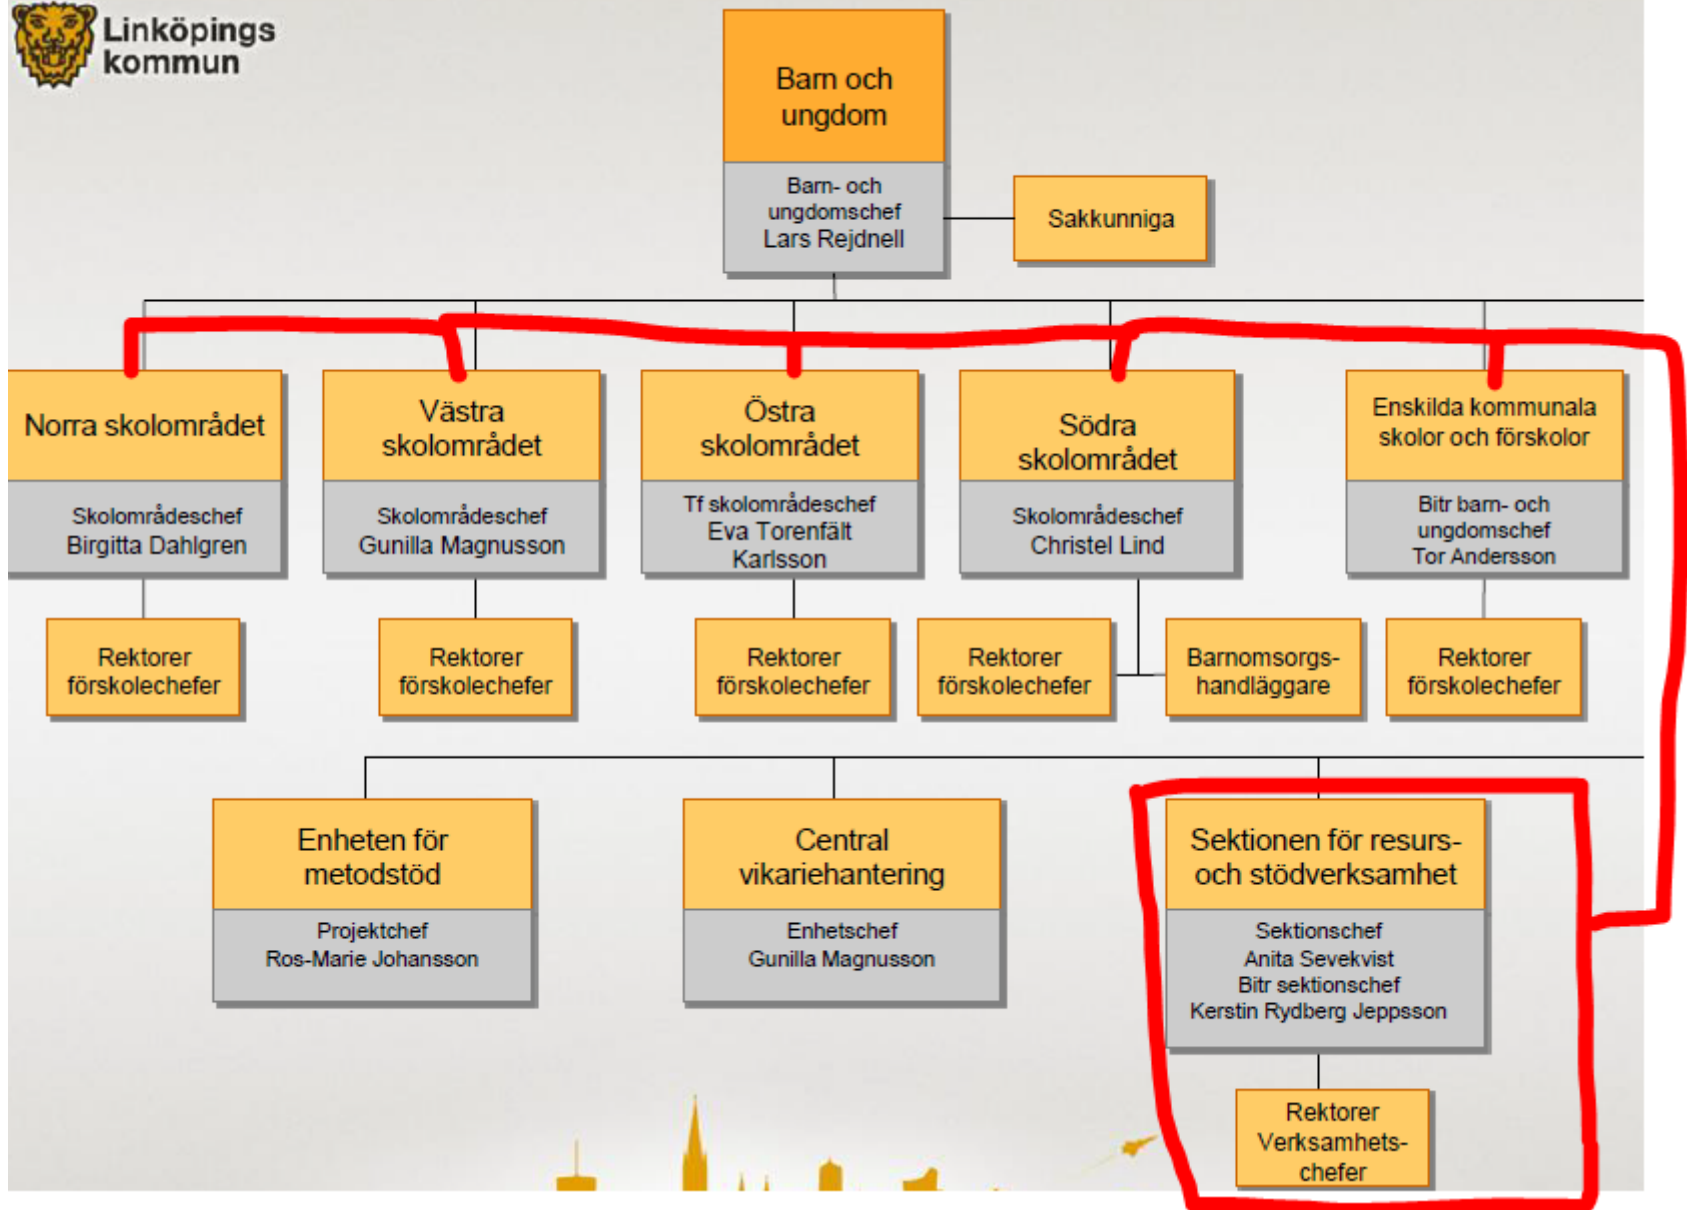 Linköpings
kommun
Barn och
ungdom
Barn- och
ungdomschef
Lars Rejdnell
Sakkunniga
Norra skolområdet
Skolområdeschef
Birgitta Dahlgren
Rektorer
förskolechefer
Västra
skolområdet
Skolområdeschef
Gunilla Magnusson
Rektorer
förskolechefer
Östra
skolområdet
Tf skolområdeschef
Eva Torenfält
Karlsson
Rektorer
förskolechefer
Södra
skolområdet
Skolområdeschef
Christel Lind
Rektorer
förskolechefer
Barnomsorgs-
handläggare
Enskilda kommunala
skolor och förskolor
Bitr barn- och
ungdomschef
Tor Andersson
Rektorer
förskolechefer
Enheten för
metodstöd
Projektchef
Ros-Marie Johansson
Central
vikariehantering
Enhetschef
Gunilla Magnusson
Sektionen för resurs-
och stödverksamhet
Sektionschef
Anita Sevekvist
Bitr sektionschef
Kerstin Rydberg Jeppsson
Rektorer
Verksamhets-
chefer